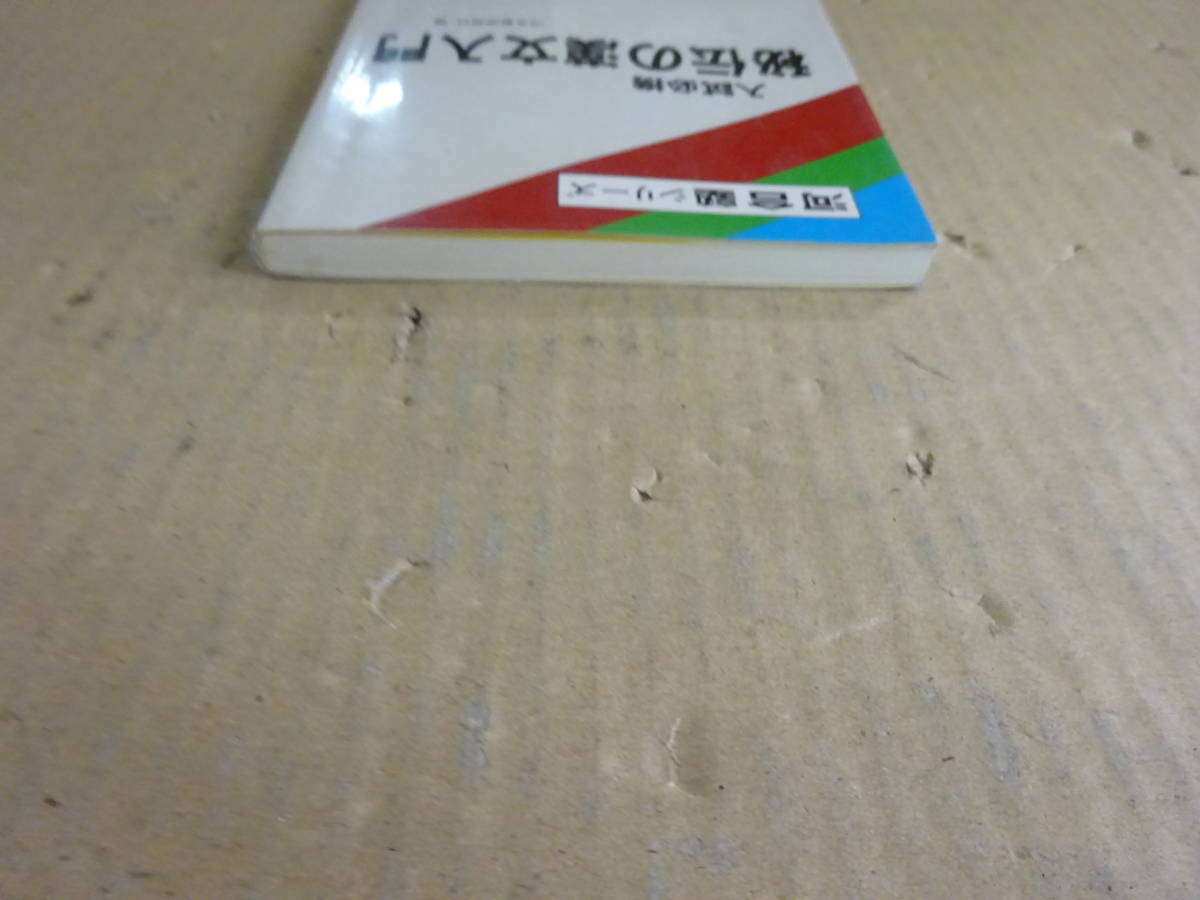 河合塾シリーズ
入試必携
秘伝の漢文入門